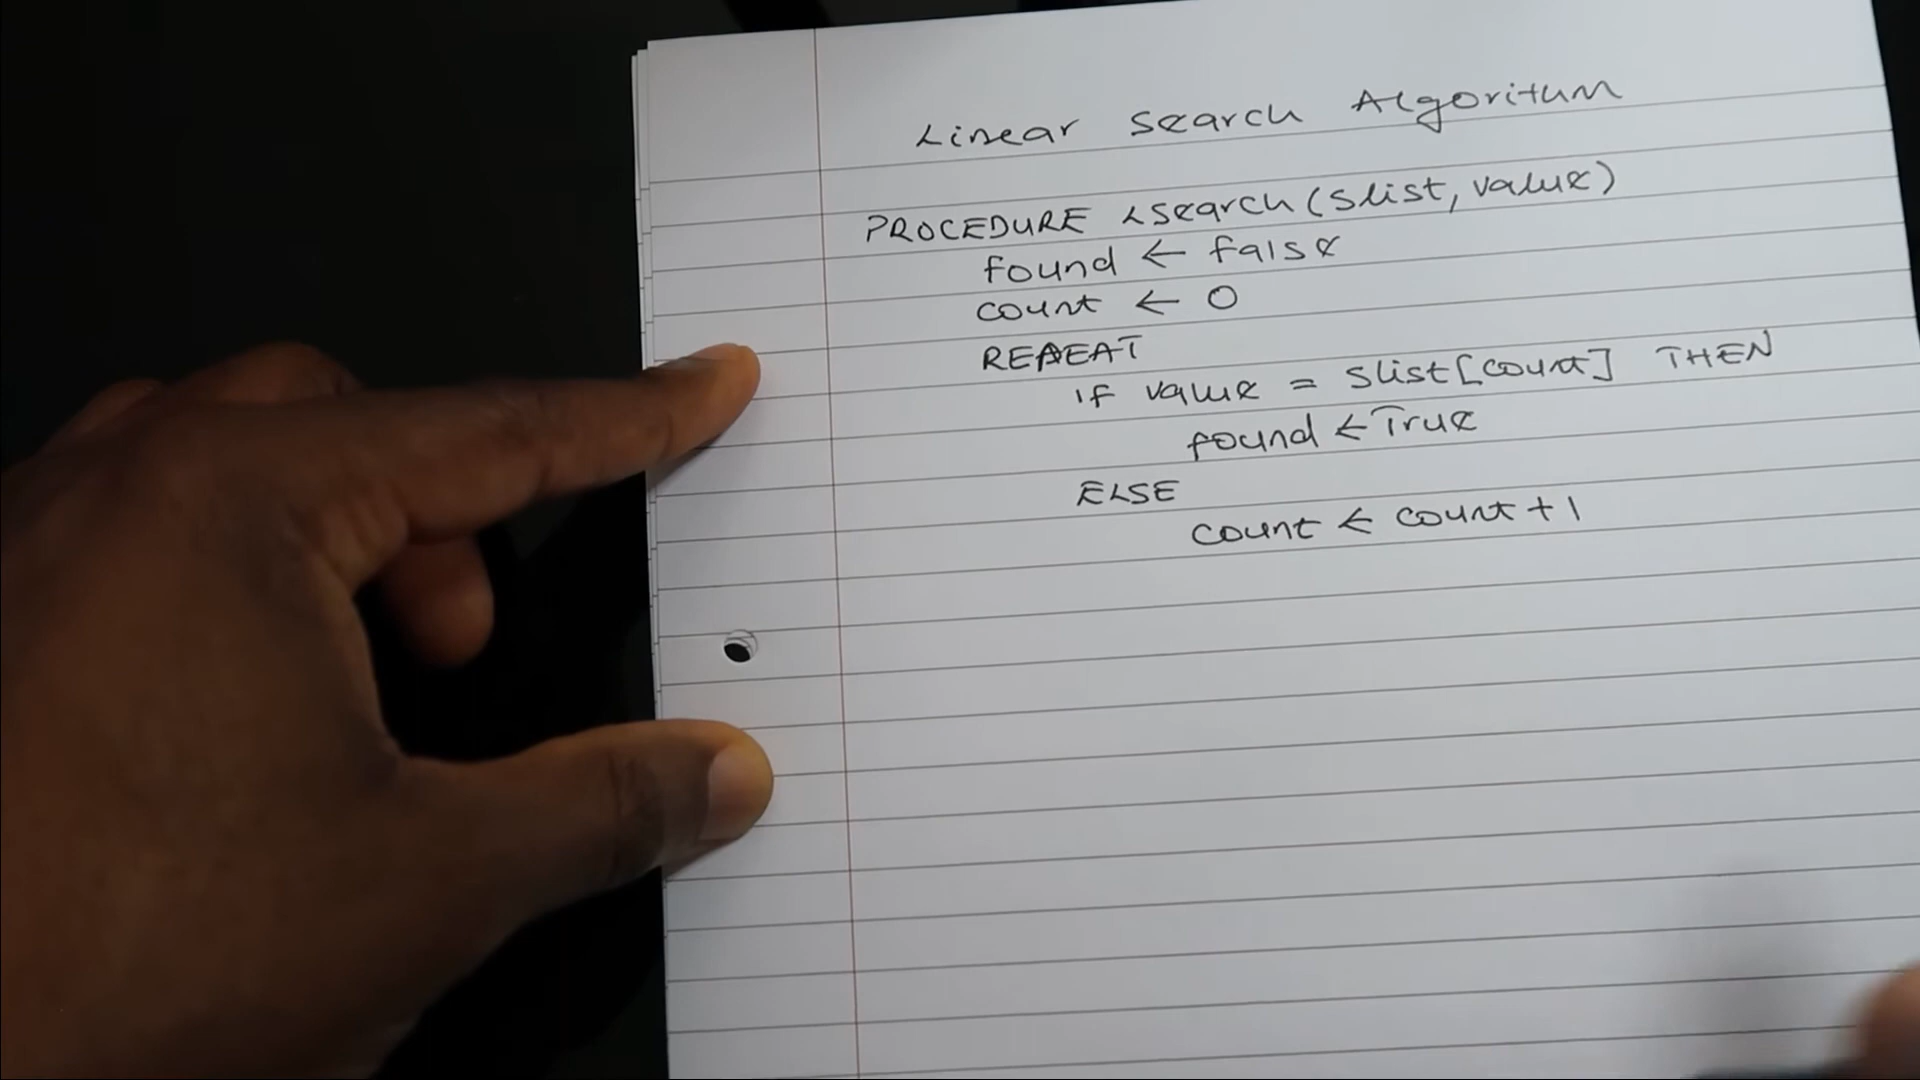 Linear Search Algorithm
PROCEDURE Lsearch(slist, value)
found ← false
count ← 0
REPEAT
IF value = slist[count] THEN
found ← True
ELSE
count ← count + 1